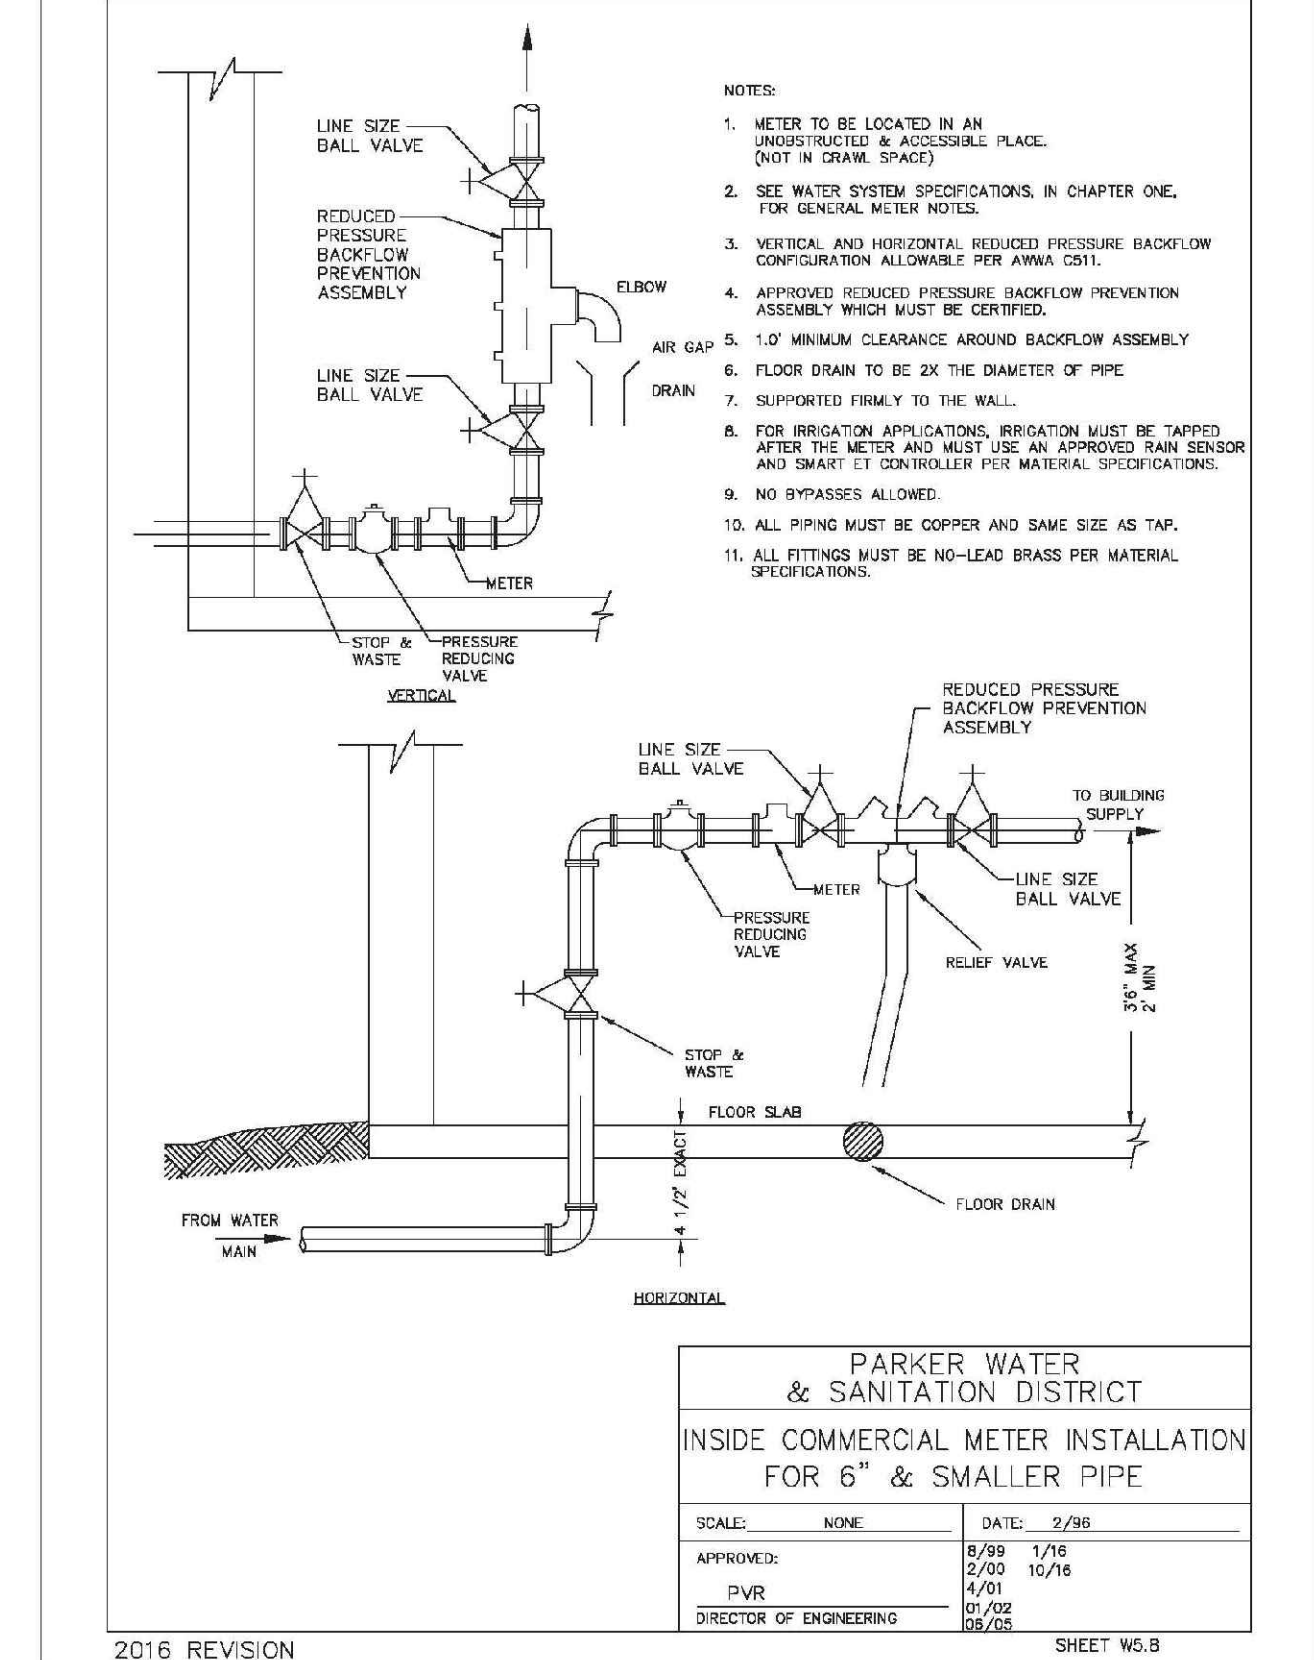 NOTES:
1. METER TO BE LOCATED IN AN
UNOBSTRUCTED & ACCESSIBLE PLACE.
(NOT IN CRAWL SPACE)
2. SEE WATER SYSTEM SPECIFICATIONS, IN CHAPTER ONE,
FOR GENERAL METER NOTES.
3. VERTICAL AND HORIZONTAL REDUCED PRESSURE BACKFLOW
CONFIGURATION ALLOWABLE PER AWWA C511.
4. APPROVED REDUCED PRESSURE BACKFLOW PREVENTION
ASSEMBLY WHICH MUST BE CERTIFIED.
5. 1.0' MINIMUM CLEARANCE AROUND BACKFLOW ASSEMBLY
6. FLOOR DRAIN TO BE 2X THE DIAMETER OF PIPE
7. SUPPORTED FIRMLY TO THE WALL.
8. FOR IRRIGATION APPLICATIONS, IRRIGATION MUST BE TAPPED
AFTER THE METER AND MUST USE AN APPROVED RAIN SENSOR
AND SMART ET CONTROLLER PER MATERIAL SPECIFICATIONS.
9. NO BYPASSES ALLOWED.
10. ALL PIPING MUST BE COPPER AND SAME SIZE AS TAP.
11. ALL FITTINGS MUST BE NO-LEAD BRASS PER MATERIAL
SPECIFICATIONS.
LINE SIZE
BALL VALVE
REDUCED
PRESSURE
BACKFLOW
PREVENTION
ASSEMBLY
ELBOW
AIR GAP
DRAIN
LINE SIZE
BALL VALVE
METER
STOP &
WASTE
PRESSURE
REDUCING
VALVE
VERTICAL
REDUCED PRESSURE
BACKFLOW PREVENTION
ASSEMBLY
LINE SIZE
BALL VALVE
TO BUILDING
SUPPLY
METER
LINE SIZE
BALL VALVE
PRESSURE
REDUCING
VALVE
RELIEF VALVE
3'6" MAX
2' MIN
STOP &
WASTE
FLOOR SLAB
4 1/2' EXACT
FLOOR DRAIN
FROM WATER
MAIN
HORIZONTAL
PARKER WATER
& SANITATION DISTRICT
INSIDE COMMERCIAL METER INSTALLATION
FOR 6" & SMALLER PIPE
SCALE: NONE
DATE: 2/96
APPROVED:
PVR
DIRECTOR OF ENGINEERING
8/99 1/16
2/00 10/16
4/01
01/02
06/05
2016 REVISION
SHEET W5.8